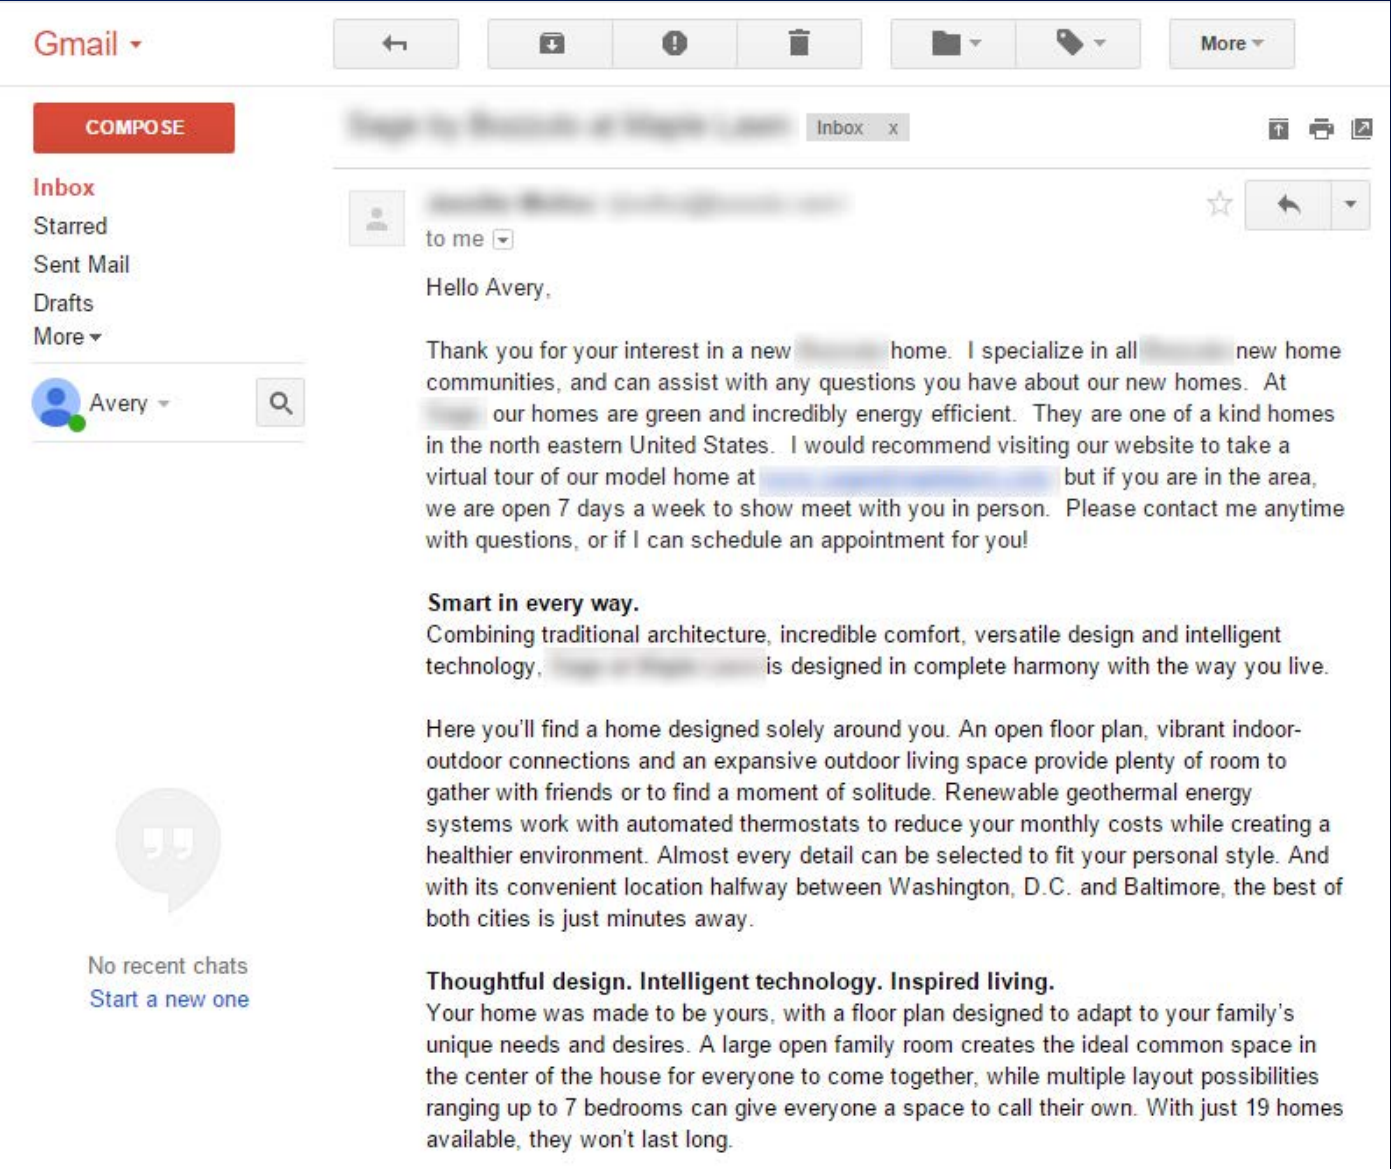 Gmail
More
COMPOSE
Inbox x
Inbox
Starred
Sent Mail
Drafts
More
Avery
to me
Hello Avery,
Thank you for your interest in a new home. I specialize in all new home
communities, and can assist with any questions you have about our new homes. At
our homes are green and incredibly energy efficient. They are one of a kind homes
in the north eastern United States. I would recommend visiting our website to take a
virtual tour of our model home at but if you are in the area,
we are open 7 days a week to show meet with you in person. Please contact me anytime
with questions, or if I can schedule an appointment for you!
Smart in every way.
Combining traditional architecture, incredible comfort, versatile design and intelligent
technology, is designed in complete harmony with the way you live.
Here you'll find a home designed solely around you. An open floor plan, vibrant indoor-
outdoor connections and an expansive outdoor living space provide plenty of room to
gather with friends or to find a moment of solitude. Renewable geothermal energy
systems work with automated thermostats to reduce your monthly costs while creating a
healthier environment. Almost every detail can be selected to fit your personal style. And
with its convenient location halfway between Washington, D.C. and Baltimore, the best of
both cities is just minutes away.
Thoughtful design. Intelligent technology. Inspired living.
Your home was made to be yours, with a floor plan designed to adapt to your family's
unique needs and desires. A large open family room creates the ideal common space in
the center of the house for everyone to come together, while multiple layout possibilities
ranging up to 7 bedrooms can give everyone a space to call their own. With just 19 homes
available, they won't last long.
No recent chats
Start a new one